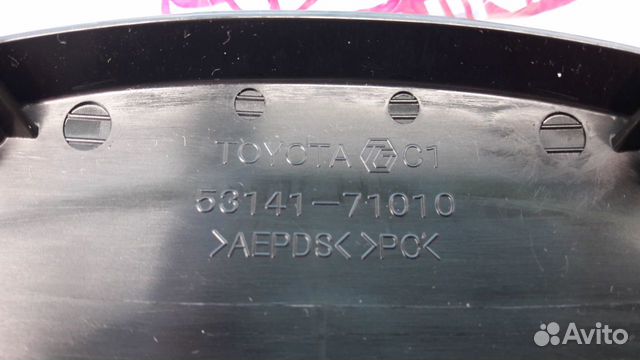 TOYOTA C1
53141-71010
>AEPDS< >PC<
Avito